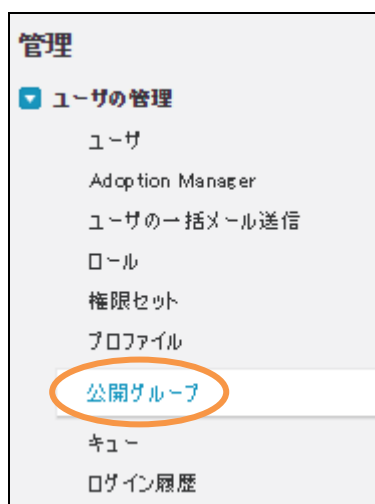 管理
ユーザの管理
ユーザ
Adoption Manager
ユーザの一括メール送信
ロール
権限セット
プロファイル
公開グループ
キュー
ログイン履歴